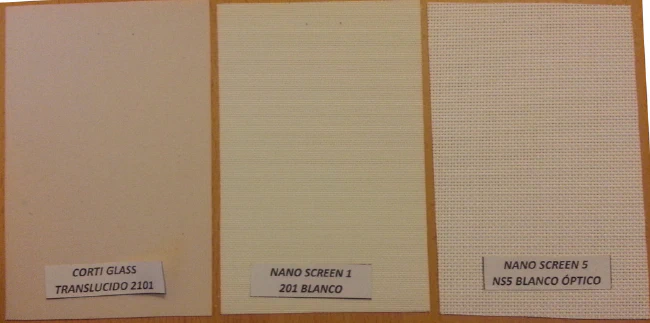 CORTI GLASS
TRANSLUCIDO 2101
NANO SCREEN 1
201 BLANCO
NANO SCREEN 5
NS5 BLANCO ÓPTICO